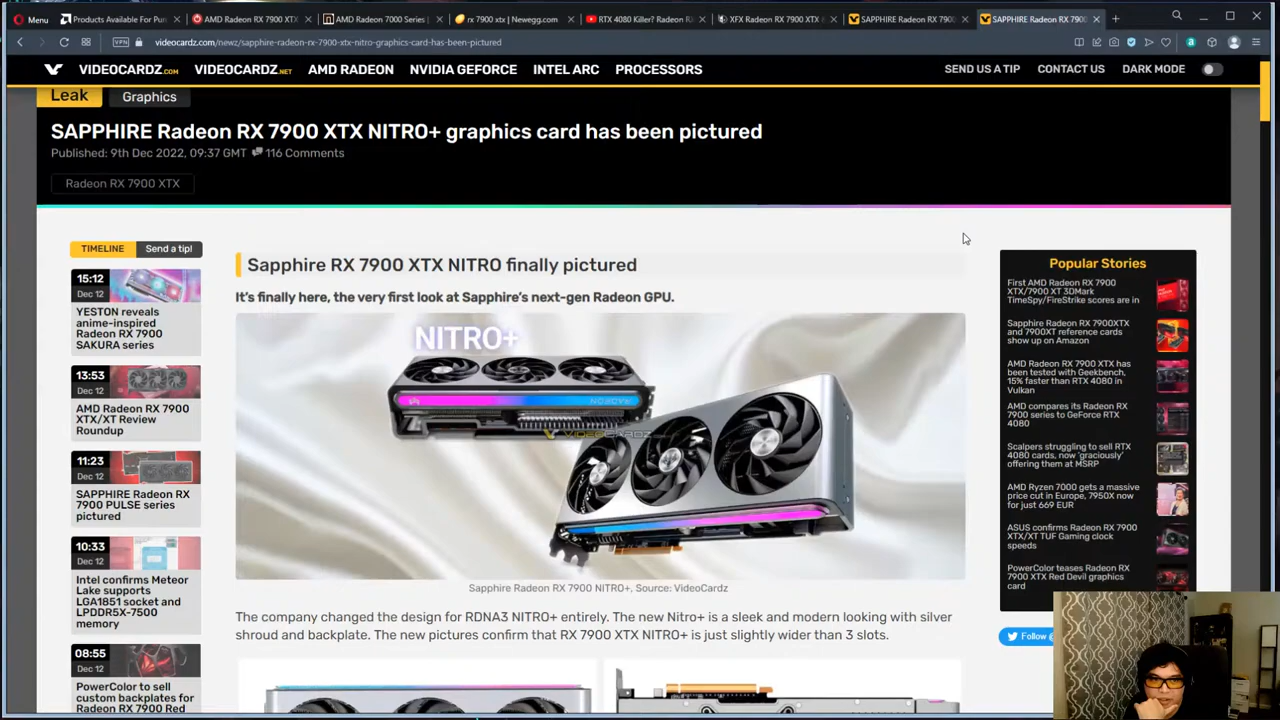 Menu
Products Available For Pur
AMD Radeon RX 7900 XT
AMD Radeon 7000 Series |
rx 7900 xtx | Newegg.com
RTX 4080 Killer? Radeon
XFX Radeon RX 7900 XTX
SAPPHIRE Radeon RX 7900
SAPPHIRE Radeon RX 790
VPN
videocardz.com/newz/sapphire-radeon-rx-7900-xtx-nitro-graphics-card-has-been-pictured
VIDEOCARDZ.COM
VIDEOCARDZ.NET
AMD RADEON
NVIDIA GEFORCE
INTEL ARC
PROCESSORS
SEND US A TIP
CONTACT US
DARK MODE
Leak
Graphics
SAPPHIRE Radeon RX 7900 XTX NITRO+ graphics card has been pictured
Published: 9th Dec 2022, 09:37 GMT 116 Comments
Radeon RX 7900 XTX
TIMELINE
Send a tip!
15:12
Dec 12
YESTON reveals
anime-inspired
Radeon RX 7900
SAKURA series
13:53
Dec 12
AMD Radeon RX 7900
XTX/XT Review
Roundup
11:23
Dec 12
SAPPHIRE Radeon RX
7900 PULSE series
pictured
10:33
Dec 12
Intel confirms Meteor
Lake supports
LGA1851 socket and
LPDDR5X-7500
memory
08:55
Dec 12
PowerColor to sell
custom backplates for
Radeon RX 7900 Red
Sapphire RX 7900 XTX NITRO finally pictured
It's finally here, the very first look at Sapphire's next-gen Radeon GPU.
NITRO+
VIDEOCARDZ
Sapphire Radeon RX 7900 NITRO+, Source: VideoCardz
The company changed the design for RDNA3 NITRO+ entirely. The new Nitro+ is a sleek and modern looking with silver
shroud and backplate. The new pictures confirm that RX 7900 XTX NITRO+ is just slightly wider than 3 slots.
Popular Stories
First AMD Radeon RX 7900
XTX/7900 XT 3DMark
TimeSpy/FireStrike scores are in
Sapphire Radeon RX 7900XTX
and 7900XT reference cards
show up on Amazon
AMD Radeon RX 7900 XTX has
been tested with Geekbench,
15% faster than RTX 4080 in
Vulkan
AMD compares its Radeon RX
7900 series to GeForce RTX
4080
Scalpers struggling to sell RTX
4080 cards, now 'graciously'
offering them at MSRP
AMD Ryzen 7000 gets a massive
price cut in Europe, 7950X now
for just 669 EUR
ASUS confirms Radeon RX 7900
XTX/XT TUF Gaming clock
speeds
PowerColor teases Radeon RX
7900 XTX Red Devil graphics
card
Follow